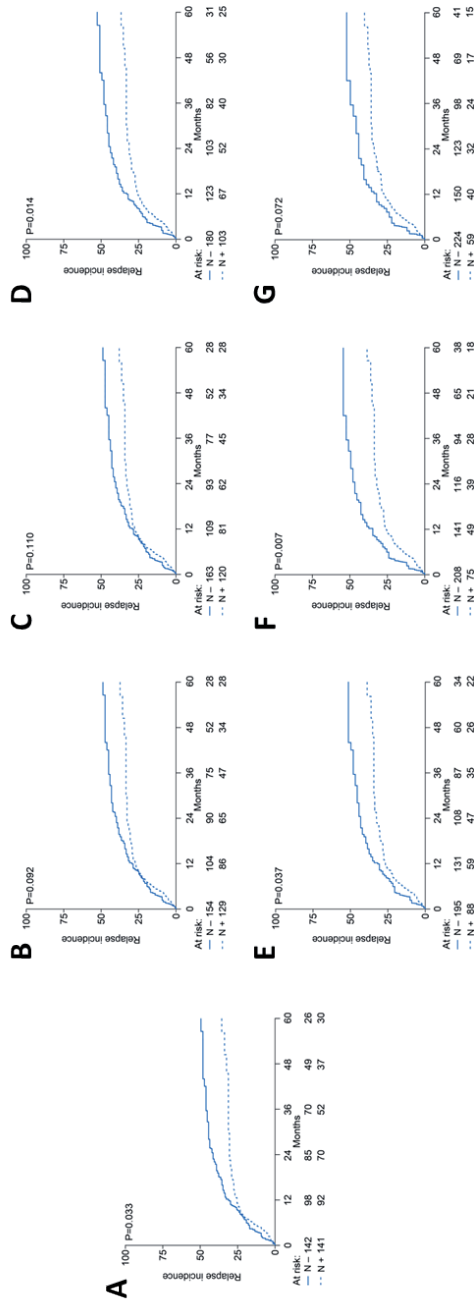 A
P=0.033
100
75
50
25
0
Relapse incidence
0 12 24 36 48 60
Months
At risk:
N − 142 98 85 70 49 26
N + 141 92 70 52 37 30
B
P=0.092
100
75
50
25
0
Relapse incidence
0 12 24 36 48 60
Months
At risk:
N − 154 104 90 75 52 28
N + 129 86 65 47 34 28
C
P=0.110
100
75
50
25
0
Relapse incidence
0 12 24 36 48 60
Months
At risk:
N − 163 109 93 77 52 28
N + 120 81 62 45 34 28
D
P=0.014
100
75
50
25
0
Relapse incidence
0 12 24 36 48 60
Months
At risk:
N − 180 123 103 82 56 31
N + 103 67 52 40 30 25
E
P=0.037
100
75
50
25
0
Relapse incidence
0 12 24 36 48 60
Months
At risk:
N − 195 131 108 87 60 34
N + 88 59 47 35 26 22
F
P=0.007
100
75
50
25
0
Relapse incidence
0 12 24 36 48 60
Months
At risk:
N − 208 141 116 94 65 38
N + 75 49 39 28 21 18
G
P=0.072
100
75
50
25
0
Relapse incidence
0 12 24 36 48 60
Months
At risk:
N − 224 150 123 98 69 41
N + 59 40 32 24 17 15